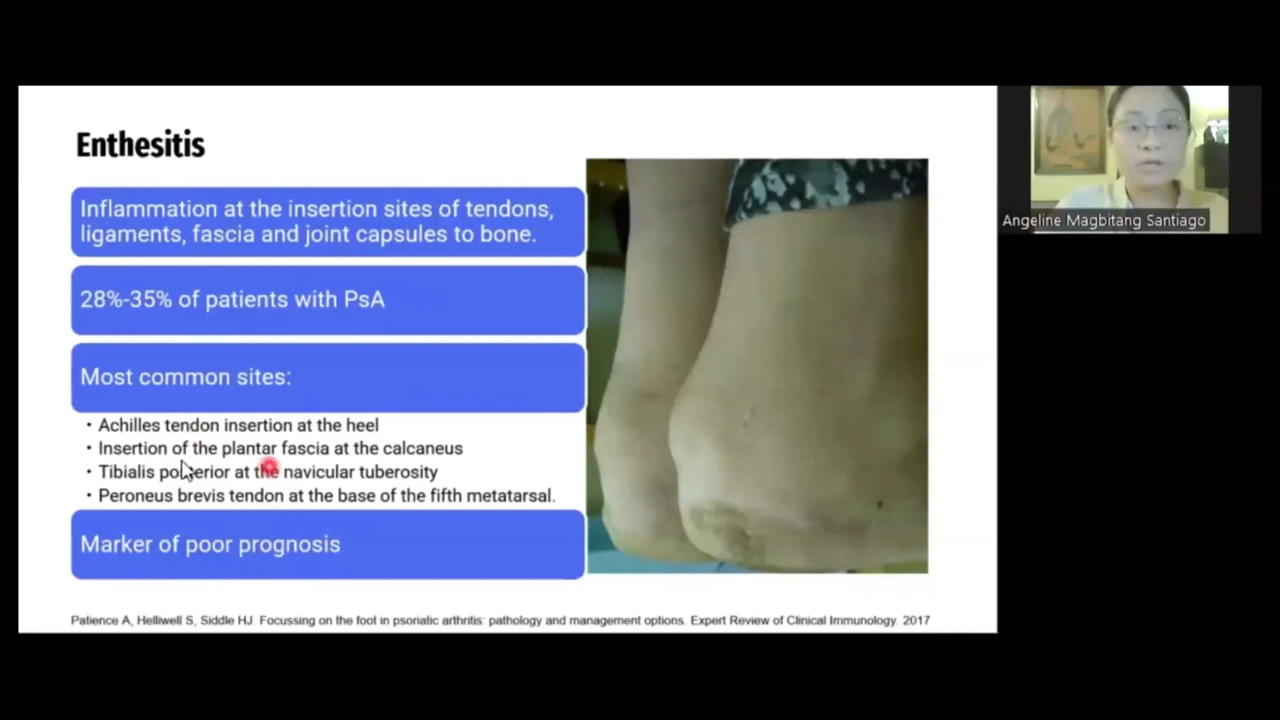 Enthesitis
Inflammation at the insertion sites of tendons,
ligaments, fascia and joint capsules to bone.
28%-35% of patients with PsA
Most common sites:
• Achilles tendon insertion at the heel
• Insertion of the plantar fascia at the calcaneus
• Tibialis posterior at the navicular tuberosity
• Peroneus brevis tendon at the base of the fifth metatarsal.
Marker of poor prognosis
Patience A, Helliwell S, Siddle HJ. Focussing on the foot in psoriatic arthritis: pathology and management options. Expert Review of Clinical Immunology. 2017
Angeline Magbitang Santiago